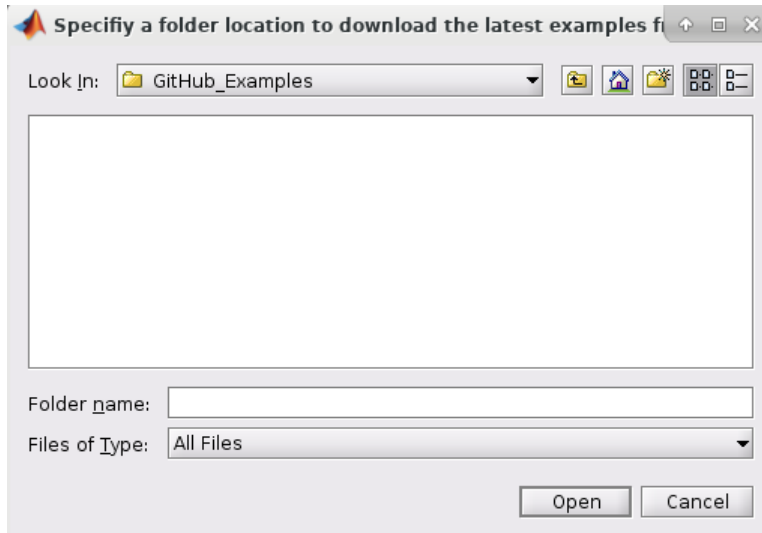 Specifiy a folder location to download the latest examples
Look In: GitHub_Examples
Folder name:
Files of Type: All Files
Open Cancel